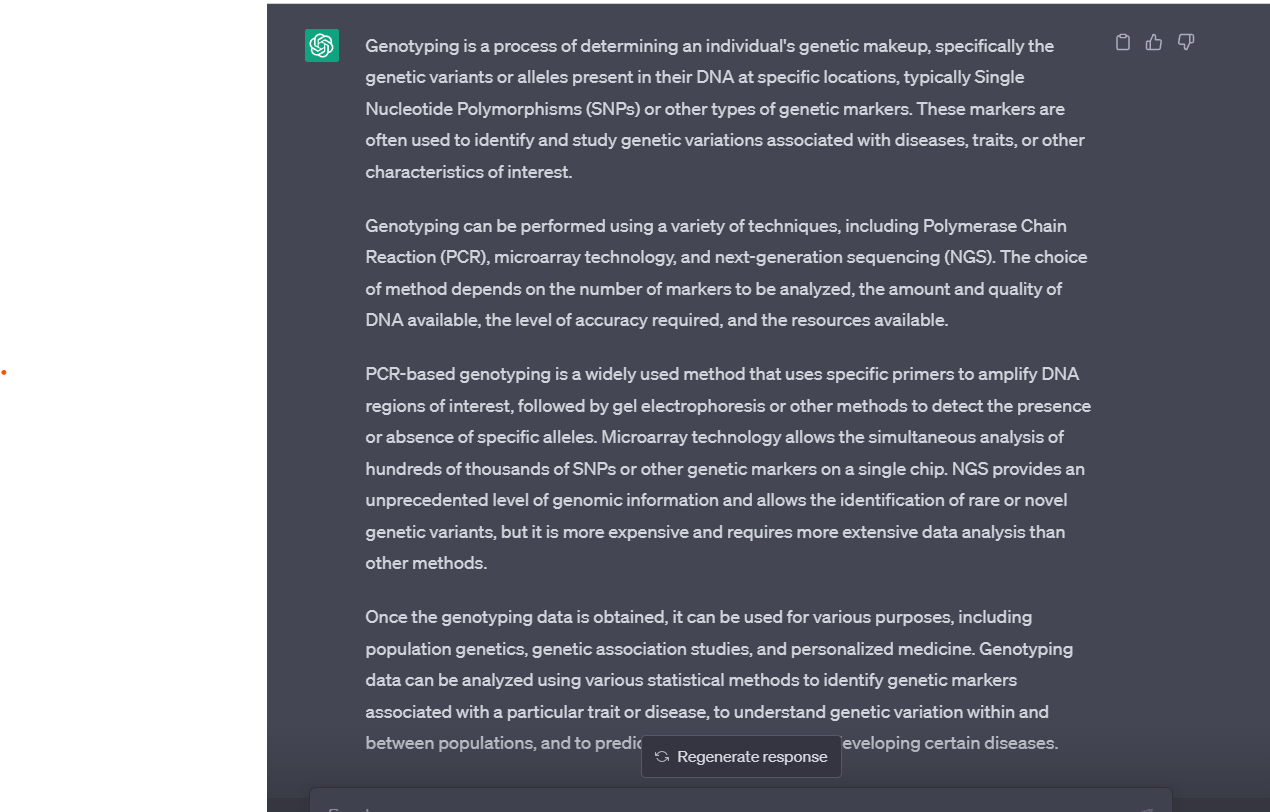 Genotyping is a process of determining an individual's genetic makeup, specifically the
genetic variants or alleles present in their DNA at specific locations, typically Single
Nucleotide Polymorphisms (SNPs) or other types of genetic markers. These markers are
often used to identify and study genetic variations associated with diseases, traits, or other
characteristics of interest.
Genotyping can be performed using a variety of techniques, including Polymerase Chain
Reaction (PCR), microarray technology, and next-generation sequencing (NGS). The choice
of method depends on the number of markers to be analyzed, the amount and quality of
DNA available, the level of accuracy required, and the resources available.
PCR-based genotyping is a widely used method that uses specific primers to amplify DNA
regions of interest, followed by gel electrophoresis or other methods to detect the presence
or absence of specific alleles. Microarray technology allows the simultaneous analysis of
hundreds of thousands of SNPs or other genetic markers on a single chip. NGS provides an
unprecedented level of genomic information and allows the identification of rare or novel
genetic variants, but it is more expensive and requires more extensive data analysis than
other methods.
Once the genotyping data is obtained, it can be used for various purposes, including
population genetics, genetic association studies, and personalized medicine. Genotyping
data can be analyzed using various statistical methods to identify genetic markers
associated with a particular trait or disease, to understand genetic variation within and
between populations, and to certain diseases.
Regenerate response